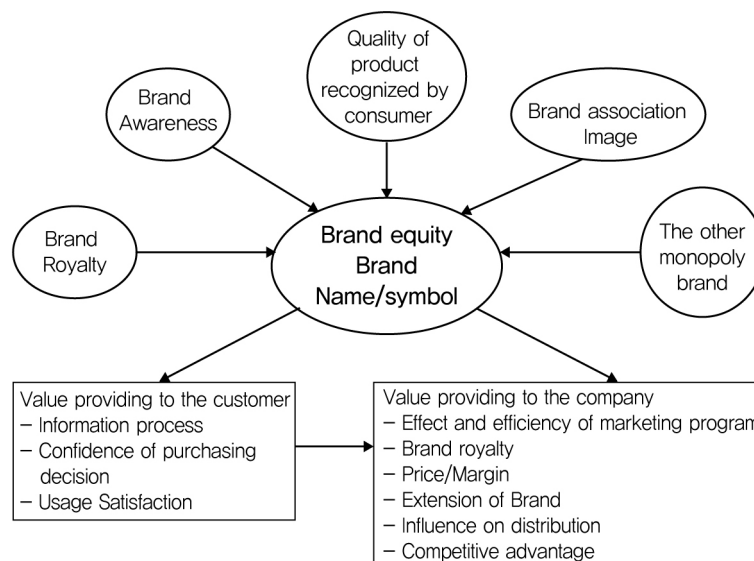 Quality of
product
recognized by
consumer
Brand
Awareness
Brand association
Image
Brand
Royalty
Brand equity
Brand
Name/symbol
The other
monopoly
brand
Value providing to the customer
– Information process
– Confidence of purchasing
decision
– Usage Satisfaction
Value providing to the company
– Effect and efficiency of marketing program
– Brand royalty
– Price/Margin
– Extension of Brand
– Influence on distribution
– Competitive advantage